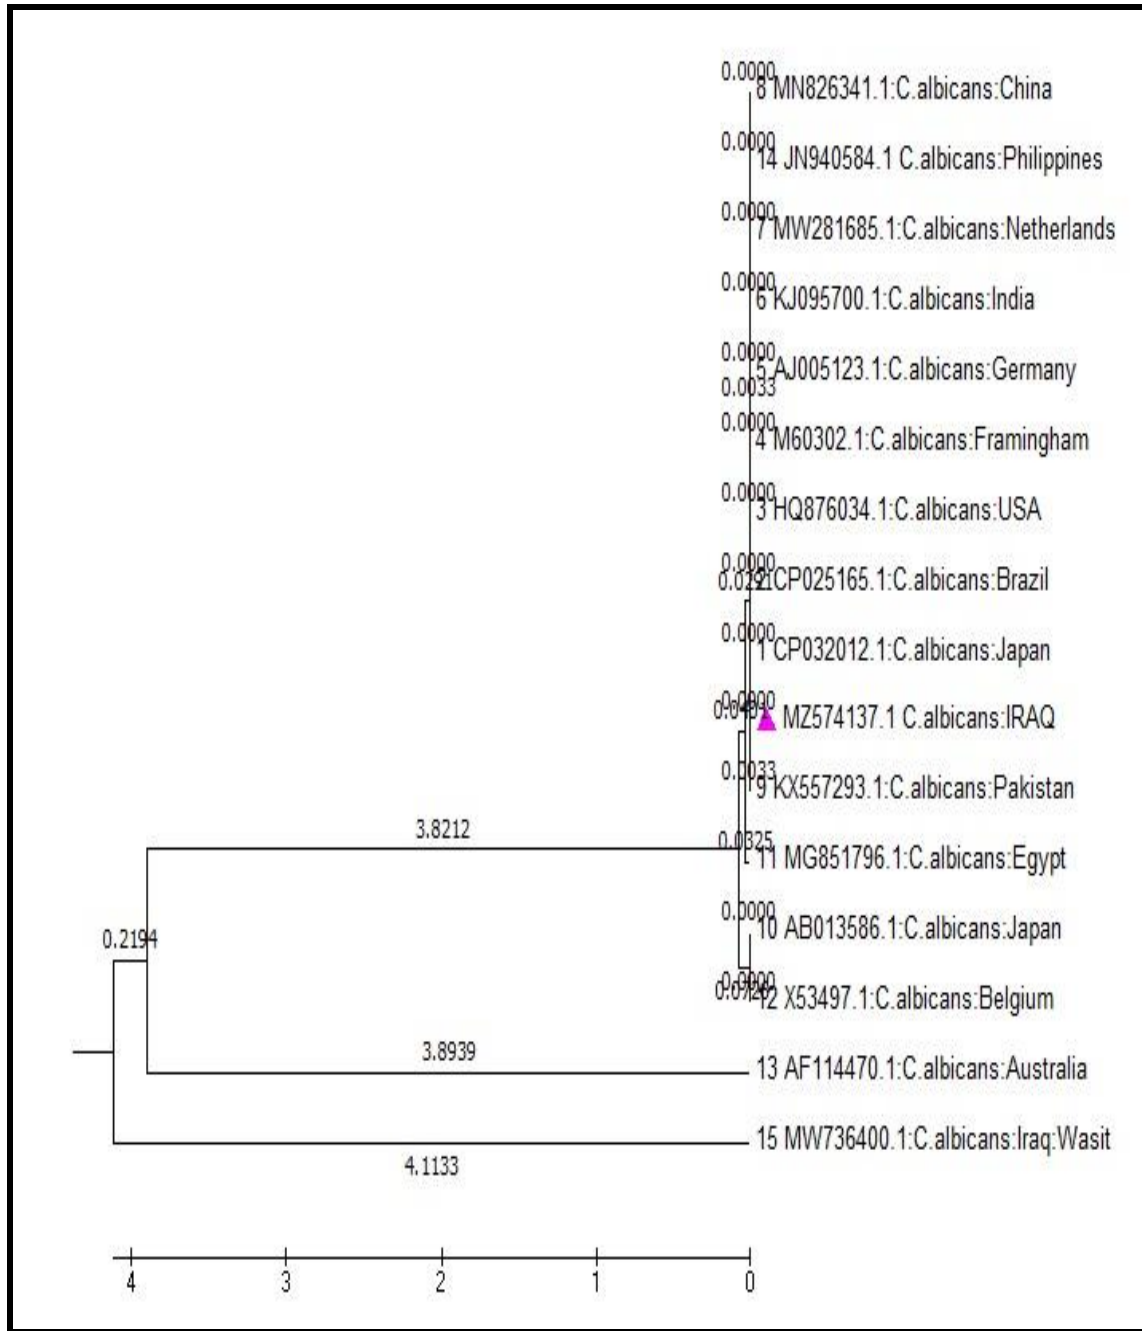 0.0000
8 MN826341.1:C.albicans:China
0.0000
14 JN940584.1 C.albicans:Philippines
0.0000
7 MW281685.1:C.albicans:Netherlands
0.0000
6 KJ095700.1:C.albicans:India
0.0000
5 AJ005123.1:C.albicans:Germany
0.0033
0.0000
4 M60302.1:C.albicans:Framingham
0.0000
3 HQ876034.1:C.albicans:USA
0.0000
2 CP025165.1:C.albicans:Brazil
0.0000
1 CP032012.1:C.albicans:Japan
0.0000
MZ574137.1 C.albicans:IRAQ
0.0033
9 KX557293.1:C.albicans:Pakistan
3.8212
0.0325
11 MG851796.1:C.albicans:Egypt
0.0000
10 AB013586.1:C.albicans:Japan
0.2194
0.0000
12 X53497.1:C.albicans:Belgium
3.8939
13 AF114470.1:C.albicans:Australia
15 MW736400.1:C.albicans:Iraq:Wasit
4.1133
4 3 2 1 0